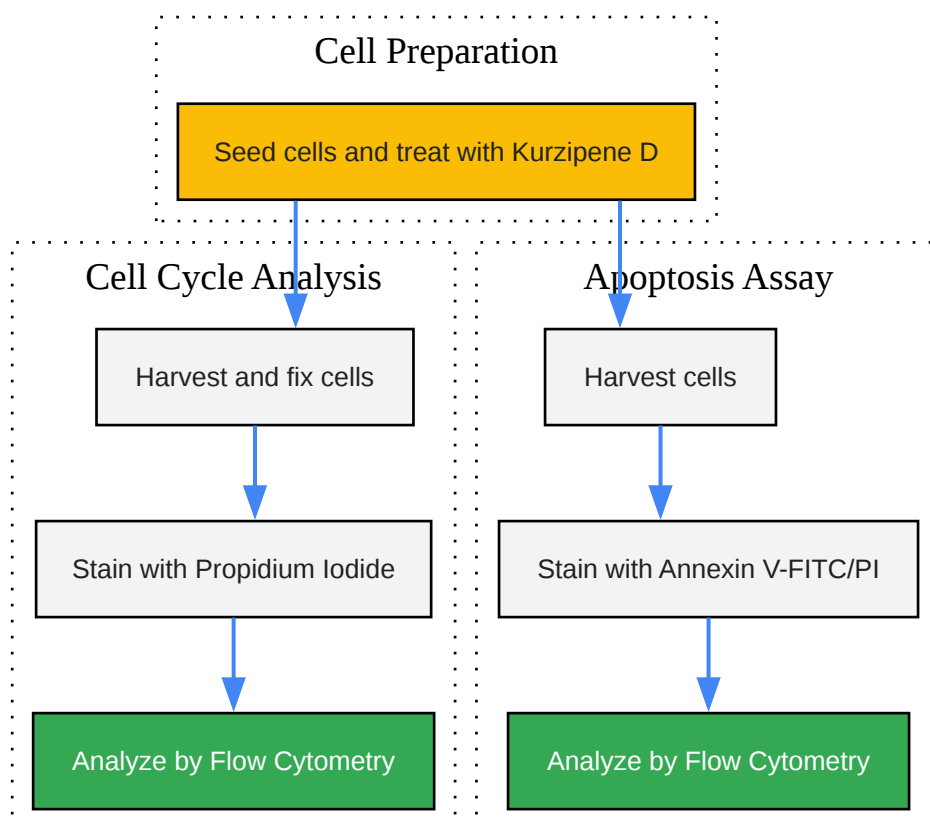 Cell Preparation
Seed cells and treat with Kurzipene D
Cell Cycle Analysis
Harvest and fix cells
Stain with Propidium Iodide
Analyze by Flow Cytometry
Apoptosis Assay
Harvest cells
Stain with Annexin V-FITC/PI
Analyze by Flow Cytometry